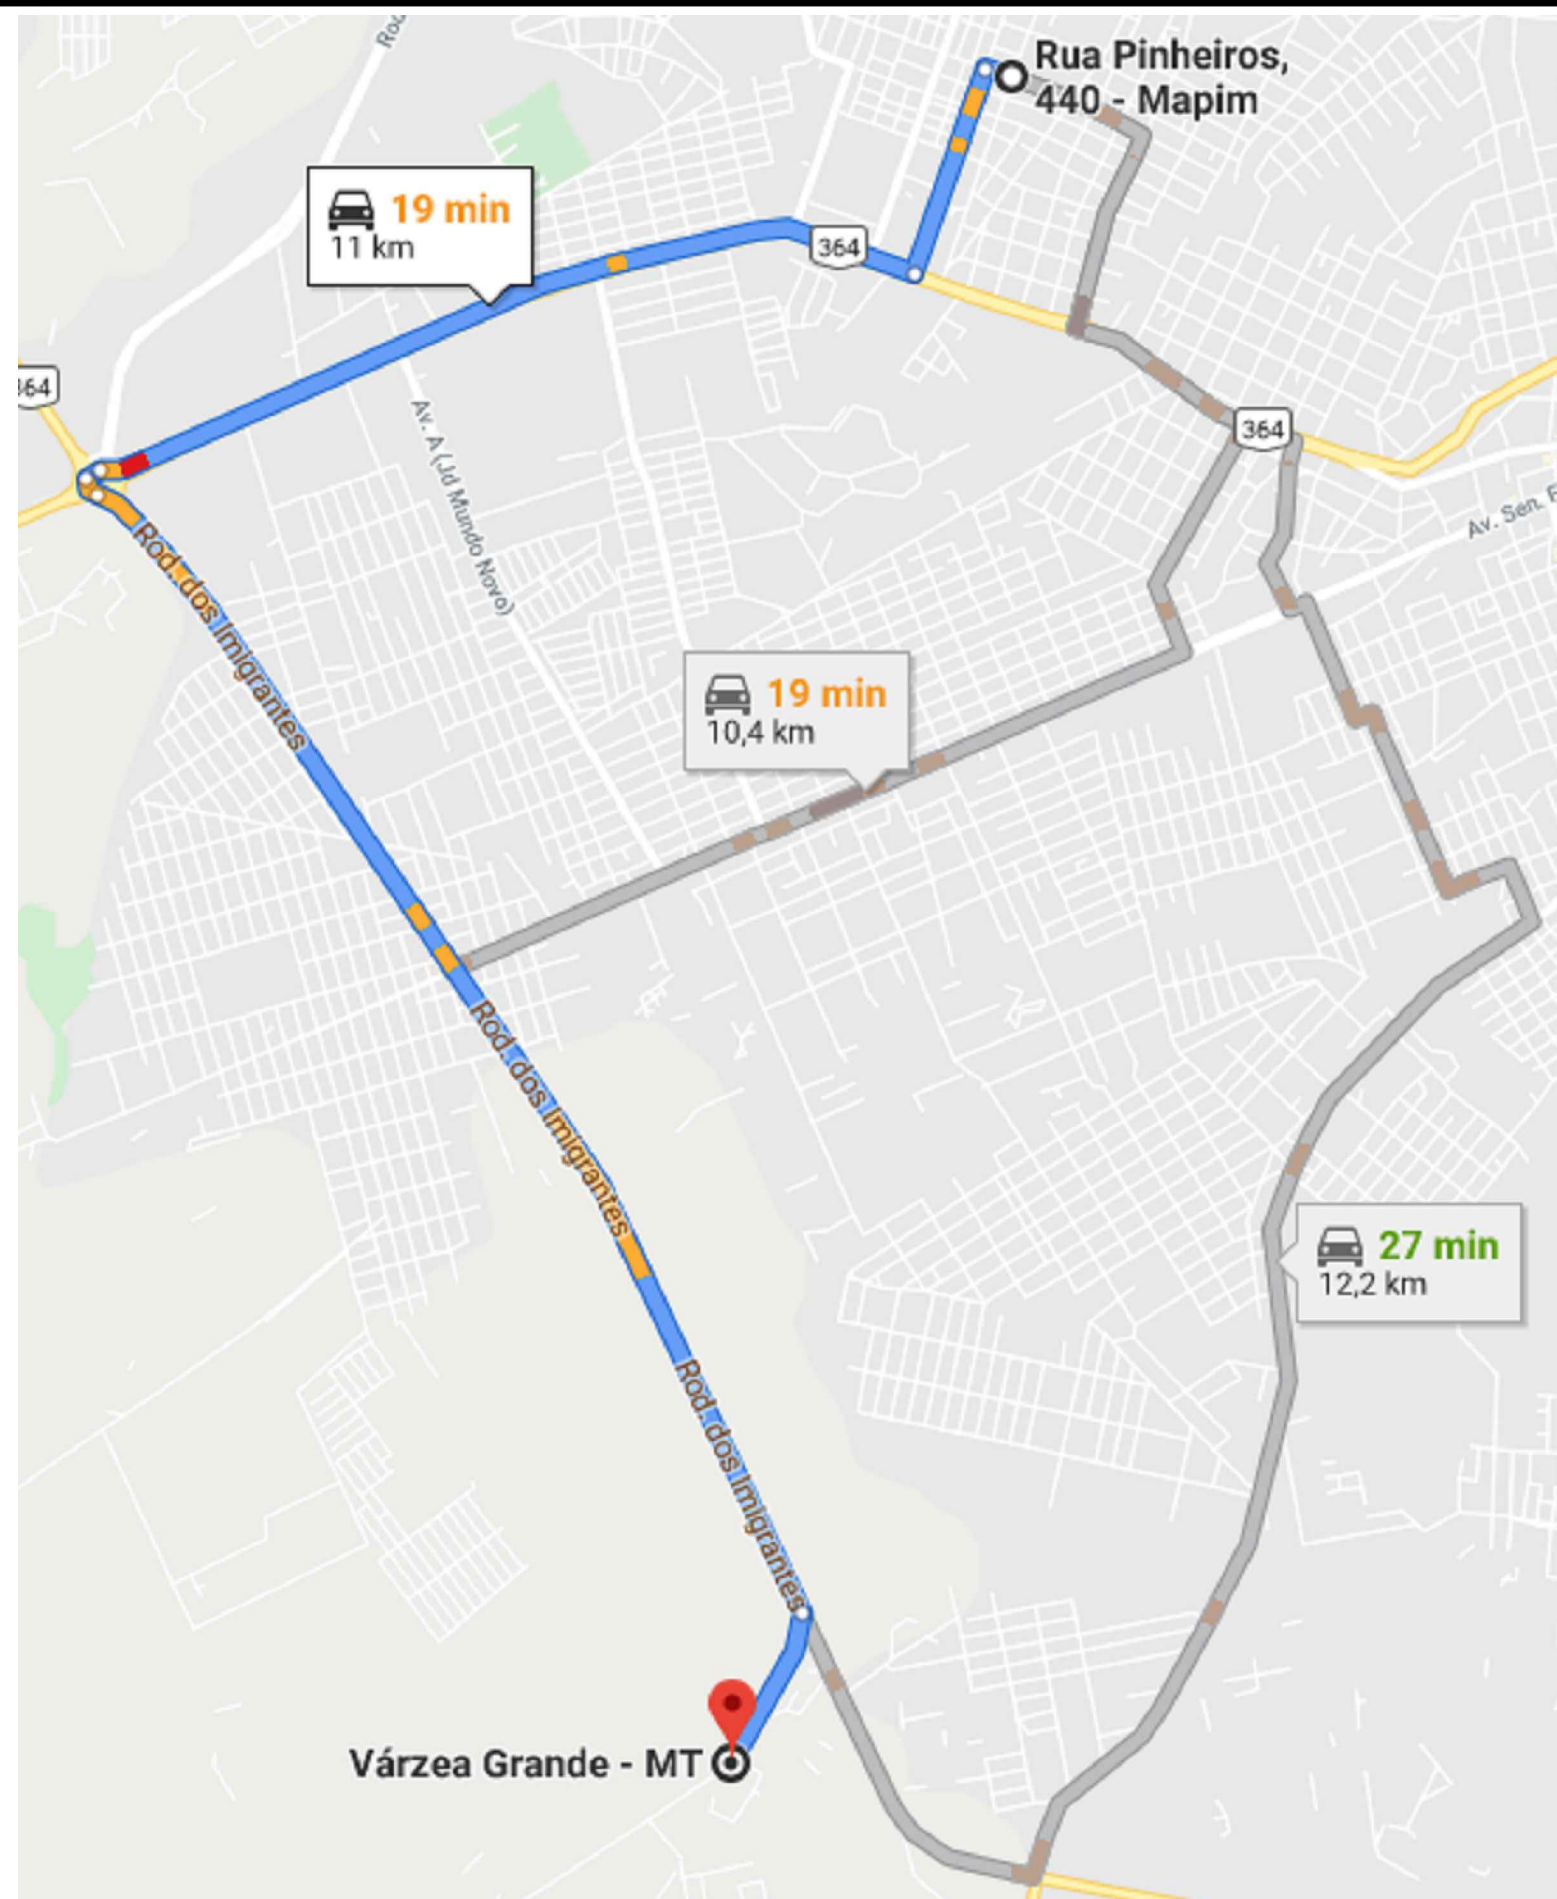 Rua Pinheiros,
440 - Mapim
19 min
11 km
364
364
Av. A (Jd Mundo Novo)
364
Av. Sen. F
Rod. dos Imigrantes
19 min
10,4 km
Rod. dos Imigrantes
27 min
12,2 km
Rod. dos Imigrantes
Várzea Grande - MT